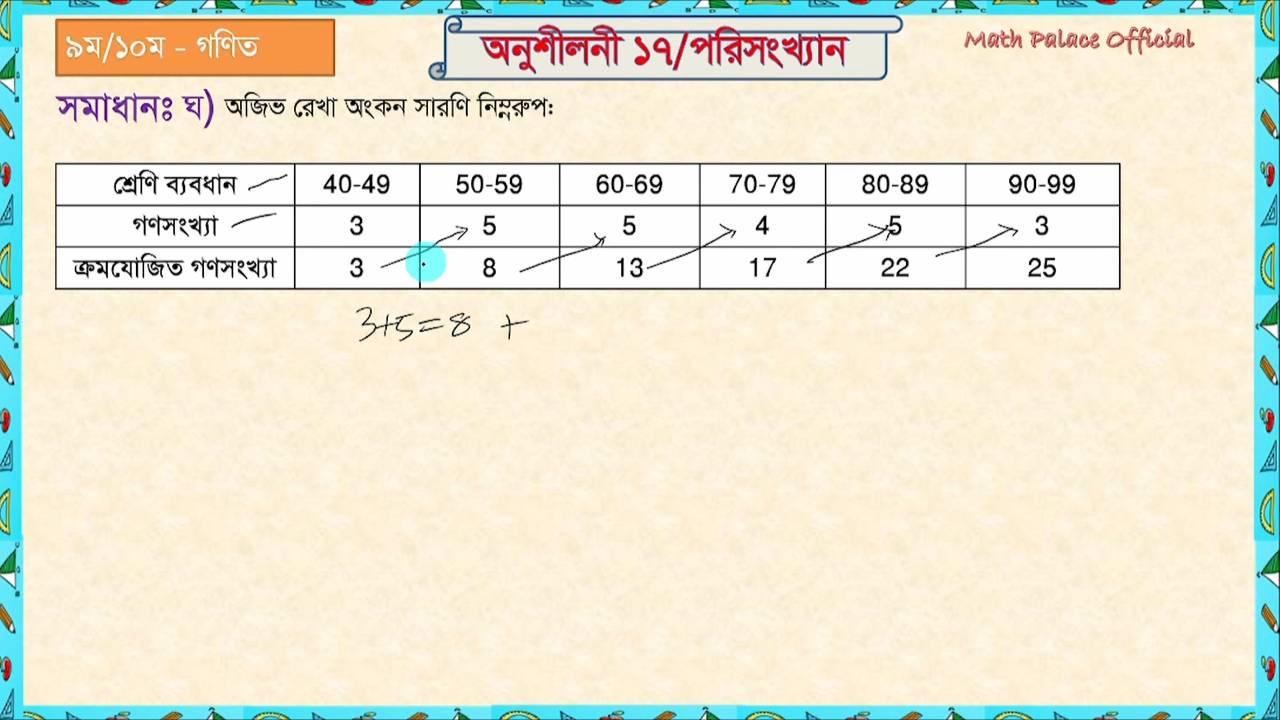 ৯ম/১০ম - গণিত
অনুশীলনী ১৭/পরিসংখ্যান
Math Palace Official
সমাধানঃ ঘ) অজিভ রেখা অংকন সারণি নিম্নরুপ:
শ্রেণি ব্যবধান 40-49 50-59 60-69 70-79 80-89 90-99
গণসংখ্যা 3 5 5 4 5 3
ক্রমযোজিত গণসংখ্যা 3 8 13 17 22 25
3+5=8 +